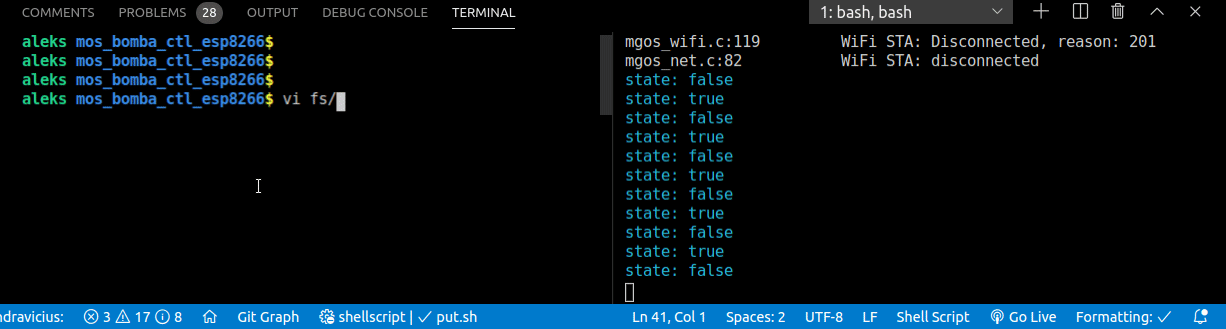 COMMENTS PROBLEMS 28 OUTPUT DEBUG CONSOLE TERMINAL 1: bash, bash
aleks mos_bomba_ctl_esp8266$
aleks mos_bomba_ctl_esp8266$
aleks mos_bomba_ctl_esp8266$
aleks mos_bomba_ctl_esp8266$ vi fs/
mgos_wifi.c:119 WiFi STA: Disconnected, reason: 201
mgos_net.c:82 WiFi STA: disconnected
state: false
state: true
state: false
state: true
state: false
state: true
state: false
state: true
state: false
state: true
state: false
ndravicius: 3 17 8 Git Graph shellscript | ✓ put.sh Ln 41, Col 1 Spaces: 2 UTF-8 LF Shell Script Go Live Formatting: ✓